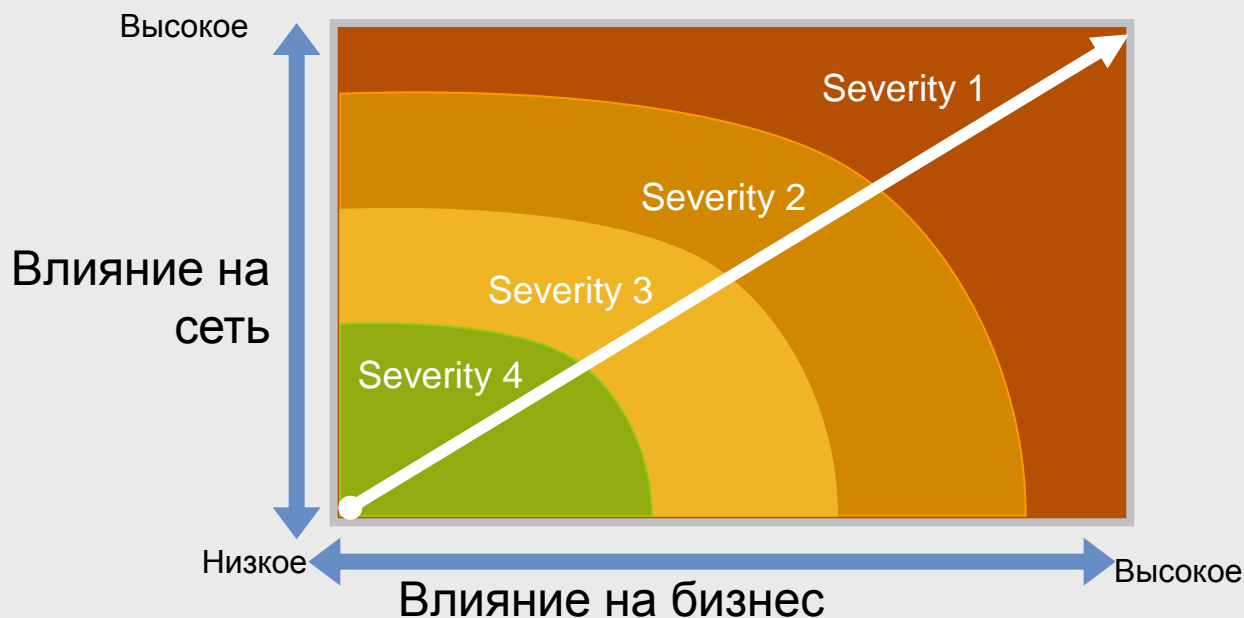 Высокое
Severity 1
Severity 2
Влияние на
сеть
Severity 3
Severity 4
Низкое
Высокое
Влияние на бизнес